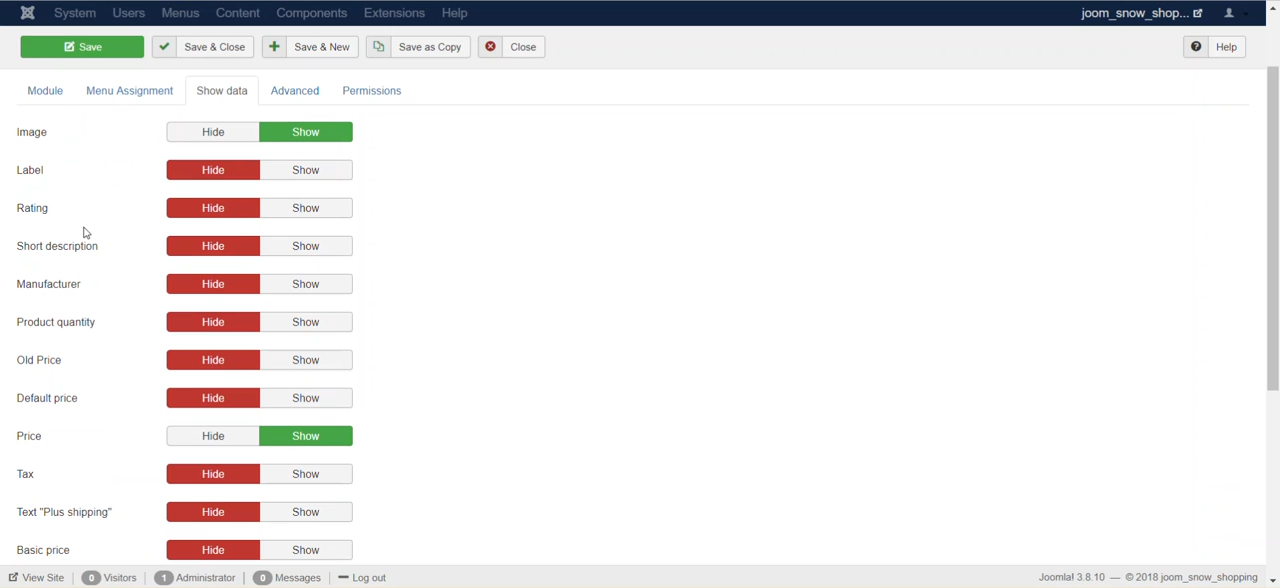 System Users Menus Content Components Extensions Help joom_snow_shop...
Save Save & Close Save & New Save as Copy Close Help
Module Menu Assignment Show data Advanced Permissions
Image Hide Show
Label Hide Show
Rating Hide Show
Short description Hide Show
Manufacturer Hide Show
Product quantity Hide Show
Old Price Hide Show
Default price Hide Show
Price Hide Show
Tax Hide Show
Text "Plus shipping" Hide Show
Basic price Hide Show
View Site 0 Visitors 1 Administrator 0 Messages Log out Joomla! 3.8.10 — © 2018 joom_snow_shopping